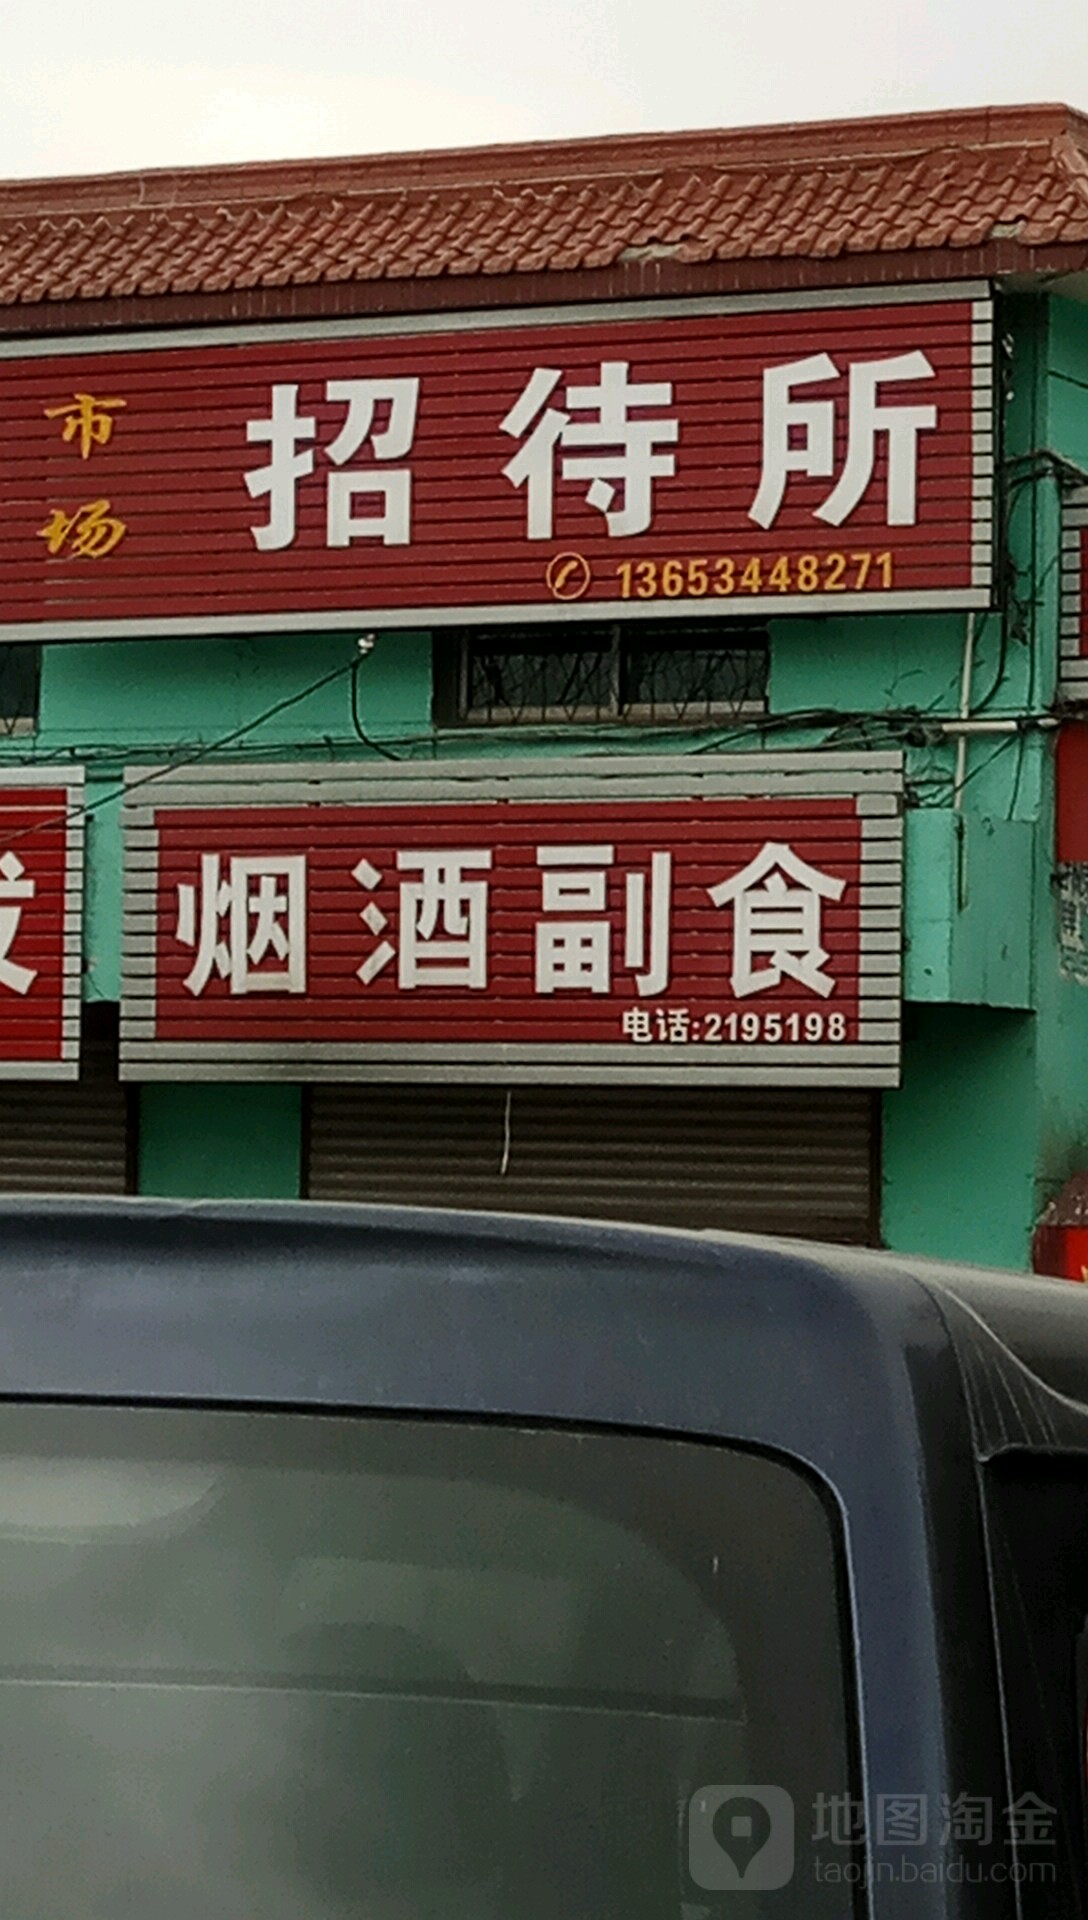 市场
招待所
13653448271
发
烟酒副食
电话:2195198
地图淘金
taojin.baidu.com